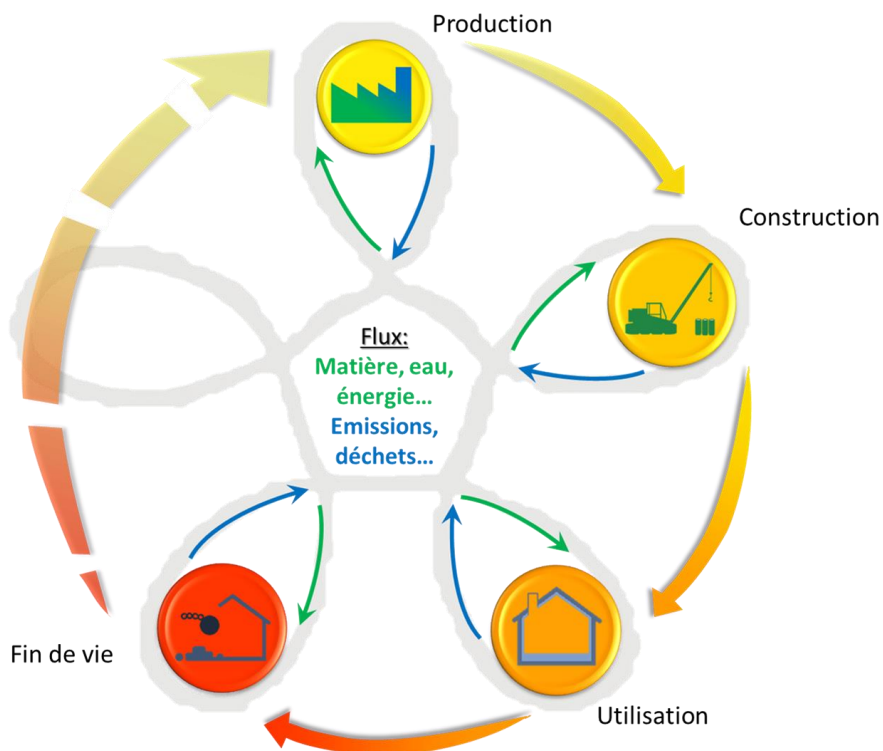 Production
Construction
Flux:
Matière, eau,
énergie...
Emissions,
déchets...
Fin de vie
Utilisation